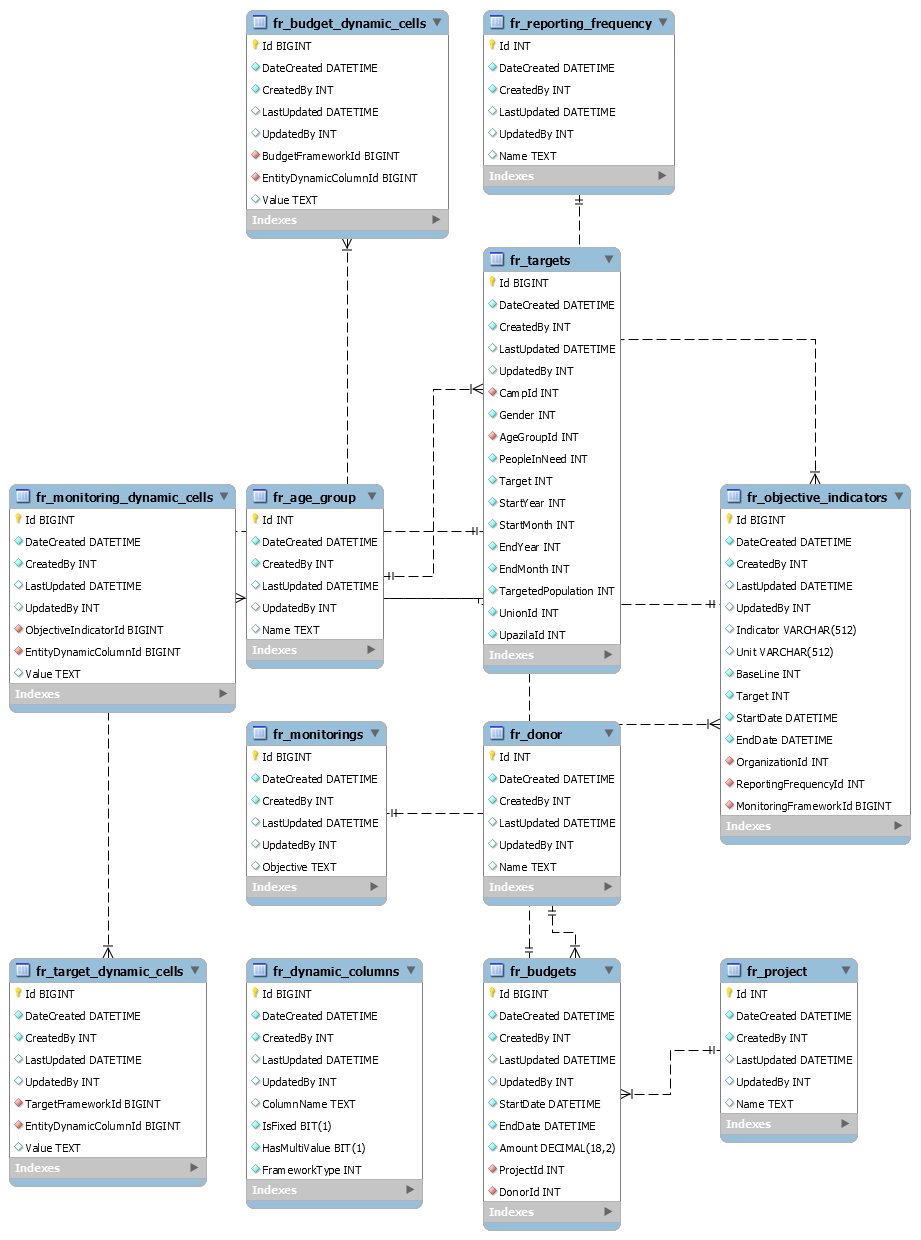 fr_budget_dynamic_cells
Id BIGINT
DateCreated DATETIME
CreatedBy INT
LastUpdated DATETIME
UpdatedBy INT
BudgetFrameworkId BIGINT
EntityDynamicColumnId BIGINT
Value TEXT
Indexes
fr_reporting_frequency
Id INT
DateCreated DATETIME
CreatedBy INT
LastUpdated DATETIME
UpdatedBy INT
Name TEXT
Indexes
fr_targets
Id BIGINT
DateCreated DATETIME
CreatedBy INT
LastUpdated DATETIME
UpdatedBy INT
CampId INT
Gender INT
AgeGroupId INT
PeopleInNeed INT
Target INT
StartYear INT
StartMonth INT
EndYear INT
EndMonth INT
TargetedPopulation INT
UnionId INT
UpazilaId INT
Indexes
fr_monitoring_dynamic_cells
Id BIGINT
DateCreated DATETIME
CreatedBy INT
LastUpdated DATETIME
UpdatedBy INT
ObjectiveIndicatorId BIGINT
EntityDynamicColumnId BIGINT
Value TEXT
Indexes
fr_age_group
Id INT
DateCreated DATETIME
CreatedBy INT
LastUpdated DATETIME
UpdatedBy INT
Name TEXT
Indexes
fr_objective_indicators
Id BIGINT
DateCreated DATETIME
CreatedBy INT
LastUpdated DATETIME
UpdatedBy INT
Indicator VARCHAR(512)
Unit VARCHAR(512)
BaseLine INT
Target INT
StartDate DATETIME
EndDate DATETIME
OrganizationId INT
ReportingFrequencyId INT
MonitoringFrameworkId BIGINT
Indexes
fr_monitorings
Id BIGINT
DateCreated DATETIME
CreatedBy INT
LastUpdated DATETIME
UpdatedBy INT
Objective TEXT
Indexes
fr_donor
Id INT
DateCreated DATETIME
CreatedBy INT
LastUpdated DATETIME
UpdatedBy INT
Name TEXT
Indexes
fr_target_dynamic_cells
Id BIGINT
DateCreated DATETIME
CreatedBy INT
LastUpdated DATETIME
UpdatedBy INT
TargetFrameworkId BIGINT
EntityDynamicColumnId BIGINT
Value TEXT
Indexes
fr_dynamic_columns
Id BIGINT
DateCreated DATETIME
CreatedBy INT
LastUpdated DATETIME
UpdatedBy INT
ColumnName TEXT
IsFixed BIT(1)
HasMultiValue BIT(1)
FrameworkType INT
Indexes
fr_budgets
Id BIGINT
DateCreated DATETIME
CreatedBy INT
LastUpdated DATETIME
UpdatedBy INT
StartDate DATETIME
EndDate DATETIME
Amount DECIMAL(18,2)
ProjectId INT
DonorId INT
Indexes
fr_project
Id INT
DateCreated DATETIME
CreatedBy INT
LastUpdated DATETIME
UpdatedBy INT
Name TEXT
Indexes